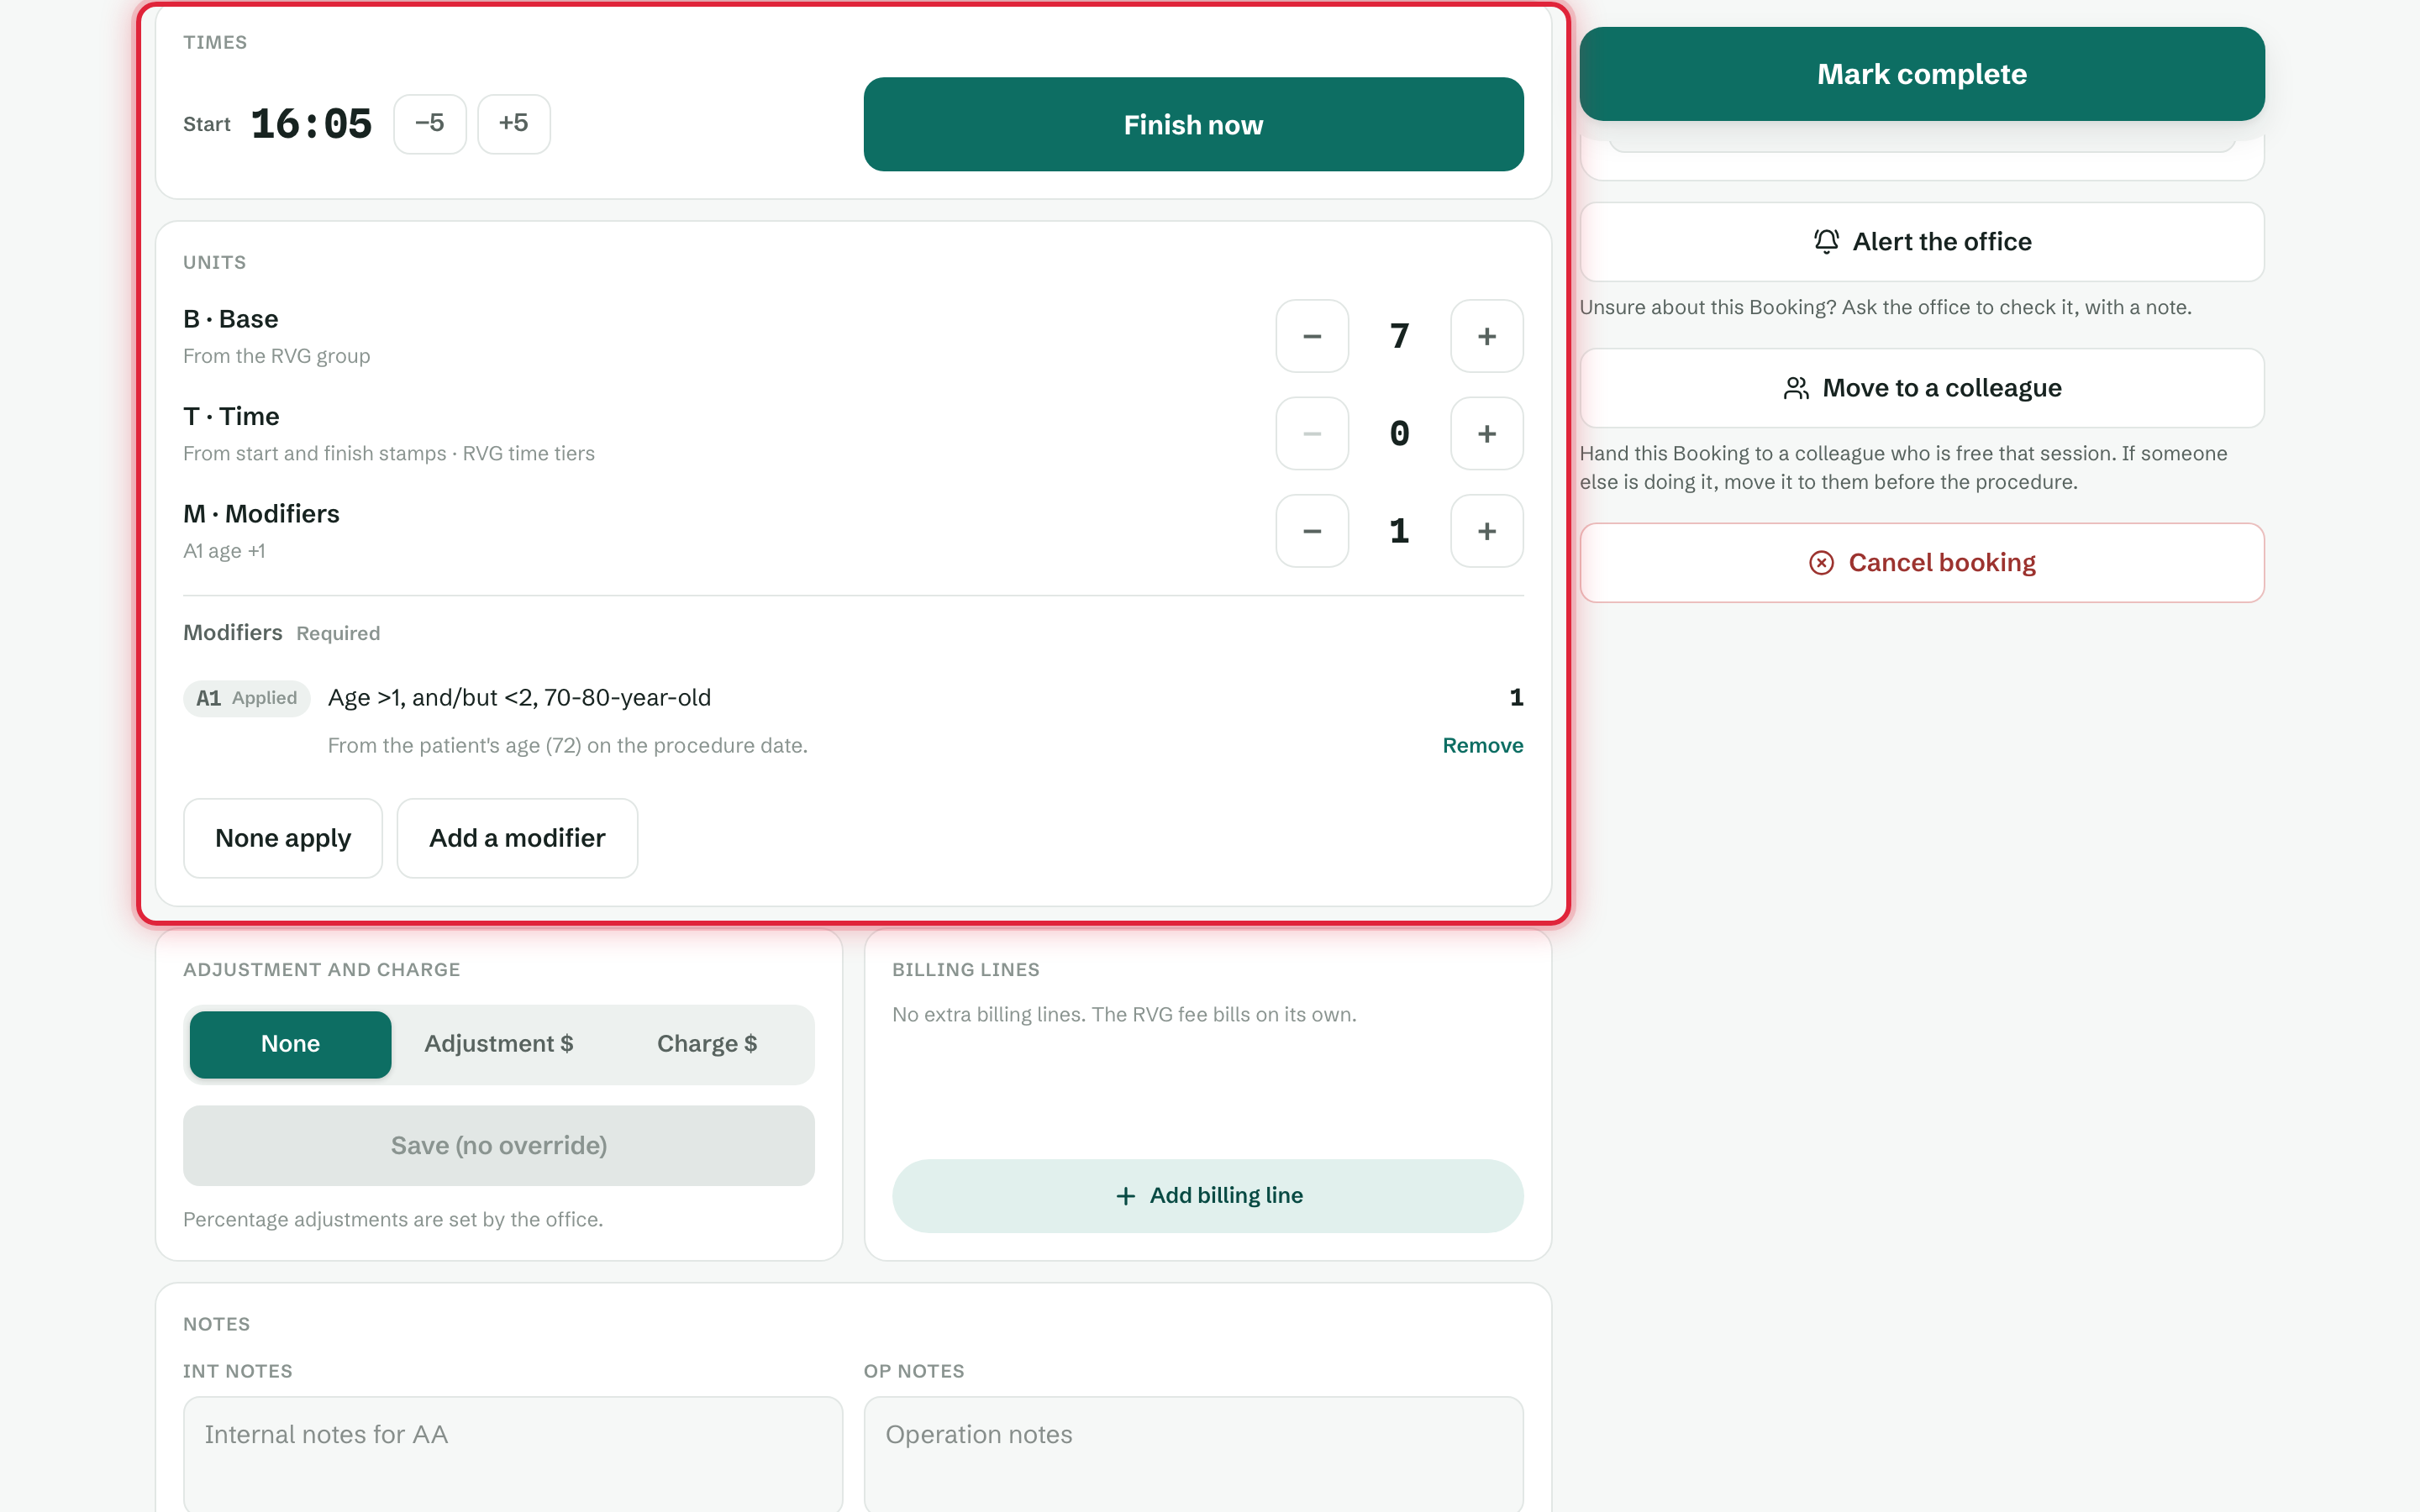 TIMES
Start 16:05 −5 +5
Finish now
UNITS
B · Base
From the RVG group
− 7 +
T · Time
From start and finish stamps · RVG time tiers
− 0 +
M · Modifiers
A1 age +1
− 1 +
Modifiers Required
A1 Applied Age >1, and/but <2, 70-80-year-old 1
From the patient's age (72) on the procedure date. Remove
None apply Add a modifier
ADJUSTMENT AND CHARGE
None Adjustment $ Charge $
Save (no override)
Percentage adjustments are set by the office.
BILLING LINES
No extra billing lines. The RVG fee bills on its own.
+ Add billing line
NOTES
INT NOTES
Internal notes for AA
OP NOTES
Operation notes
Mark complete
Alert the office
Unsure about this Booking? Ask the office to check it, with a note.
Move to a colleague
Hand this Booking to a colleague who is free that session. If someone
else is doing it, move it to them before the procedure.
Cancel booking